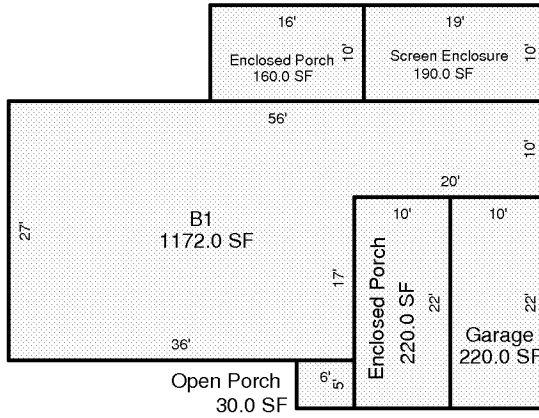 16'
19'
Enclosed Porch
160.0 SF
10'
Screen Enclosure
190.0 SF
10'
56'
10'
20'
27'
B1
1172.0 SF
17'
10'
10'
Enclosed Porch
220.0 SF
22'
22'
Garage
220.0 SF
36'
6'
5'
Open Porch
30.0 SF